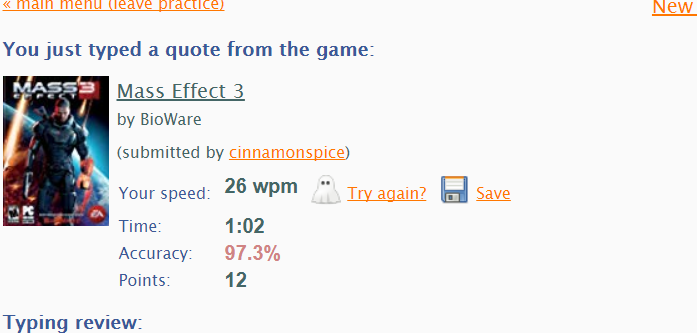 « main menu (leave practice)
New
You just typed a quote from the game:
MASS
EFFECT 3
PC
EA
Mass Effect 3
by BioWare
(submitted by cinnamonspice)
Your speed: 26 wpm Try again? Save
Time: 1:02
Accuracy: 97.3%
Points: 12
Typing review: